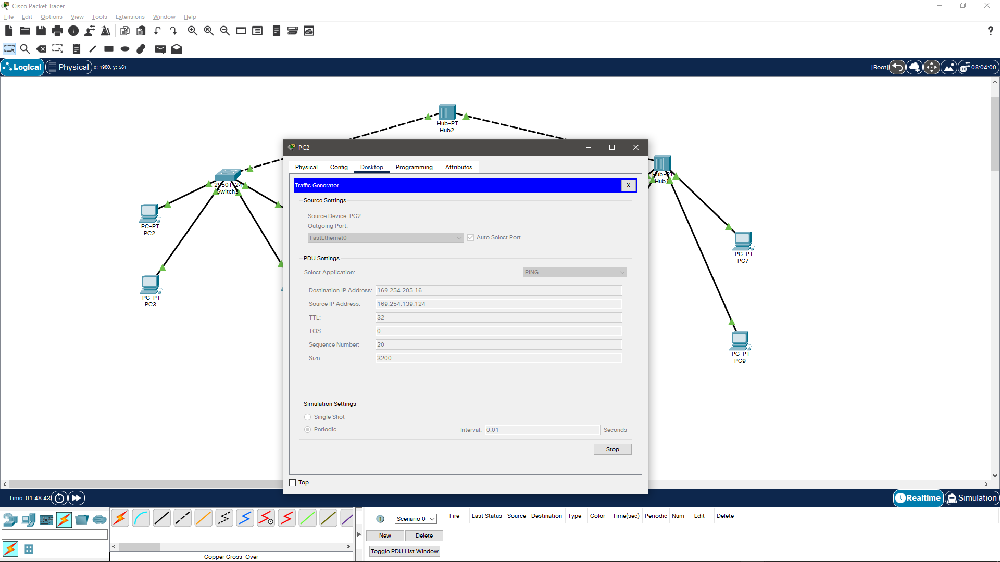 Cisco Packet Tracer
File Edit Options View Tools Extensions Window Help
Logical Physical x: 1900, y: 561 [Root] 08:04:00
Hub-PT
Hub2
2950T-24
Switch3
PC-PT
PC2
PC-PT
PC3
Hub-PT
Hub1
PC-PT
PC7
PC-PT
PC9
PC2
Physical Config Desktop Programming Attributes
Traffic Generator X
Source Settings
Source Device: PC2
Outgoing Port:
FastEthernet0 Auto Select Port
PDU Settings
Select Application: PING
Destination IP Address: 169.254.205.16
Source IP Address: 169.254.139.124
TTL: 32
TOS: 0
Sequence Number: 20
Size: 3200
Simulation Settings
Single Shot
Periodic Interval: 0.01 Seconds
Stop
Top
Time: 01:48:43 Realtime Simulation
Scenario 0
New Delete
Toggle PDU List Window
Fire Last Status Source Destination Type Color Time(sec) Periodic Num Edit Delete
Copper Cross-Over